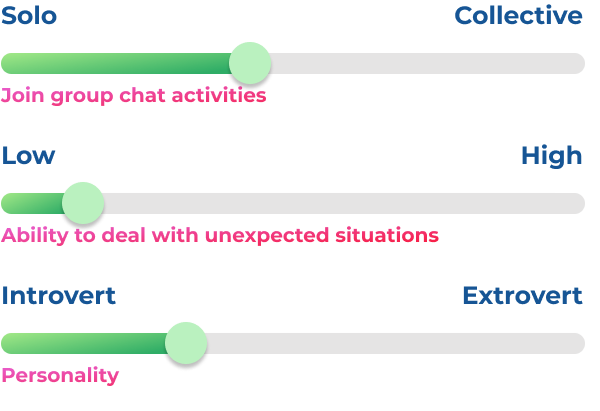 Solo Collective
Join group chat activities
Low High
Ability to deal with unexpected situations
Introvert Extrovert
Personality